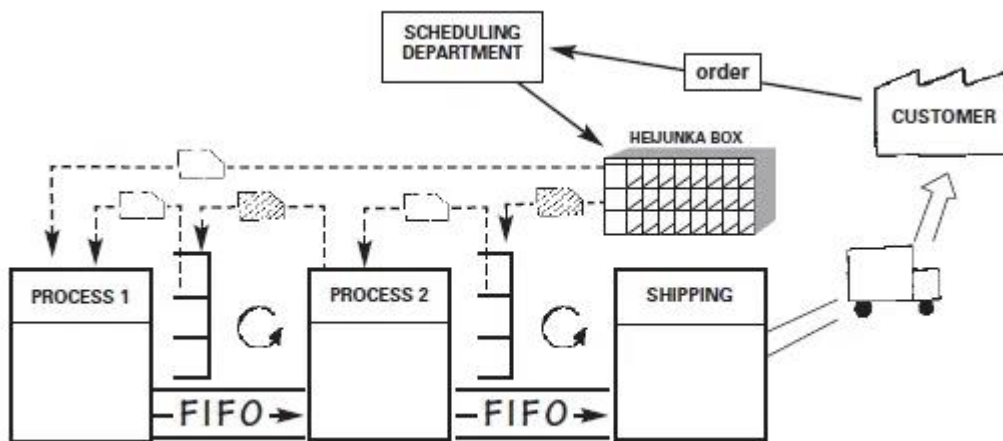 SCHEDULING
DEPARTMENT
order
CUSTOMER
HEIJUNKA BOX
PROCESS 1
PROCESS 2
SHIPPING
FIFO
FIFO